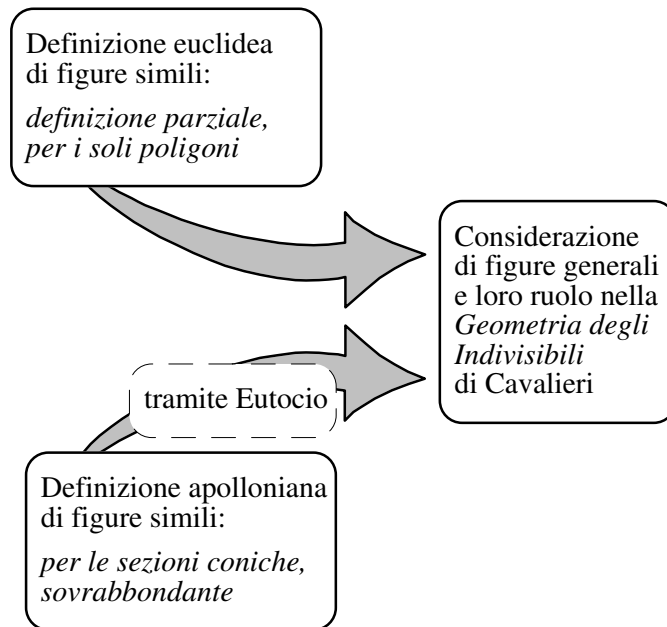 Definizione euclidea
di figure simili:
definizione parziale,
per i soli poligoni
Considerazione
di figure generali
e loro ruolo nella
Geometria degli
Indivisibili
di Cavalieri
tramite Eutocio
Definizione apolloniana
di figure simili:
per le sezioni coniche,
sovrabbondante